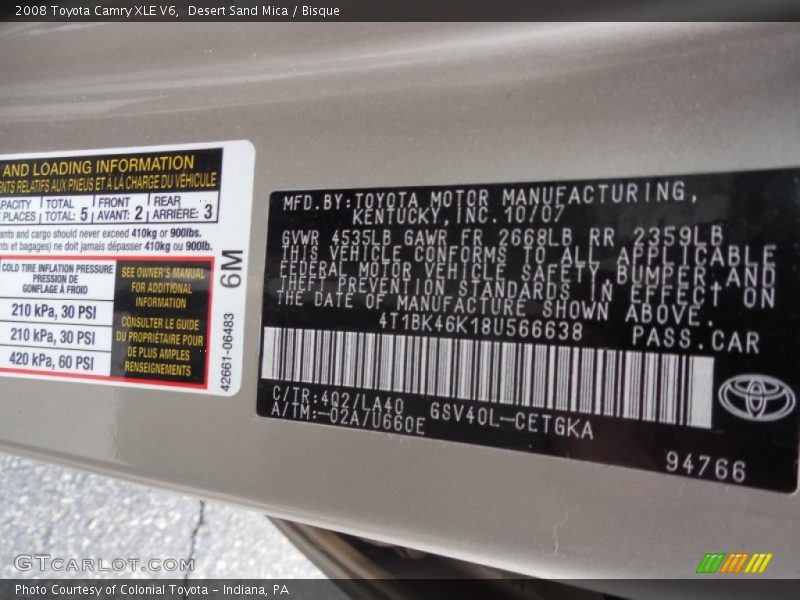 2008 Toyota Camry XLE V6, Desert Sand Mica / Bisque
AND LOADING INFORMATION
RELATIFS AUX PNEUS ET À LA CHARGE DU VÉHICULE
TOTAL FRONT REAR
PLACES TOTAL: 5 AVANT: 2 ARRIÈRE: 3
and cargo should never exceed 410kg or 900lbs.
et bagages) ne doit jamais dépasser 410kg ou 900lb.
COLD TIRE INFLATION PRESSURE
PRESSION DE
GONFLAGE À FROID
210 kPa, 30 PSI
210 kPa, 30 PSI
420 kPa, 60 PSI
SEE OWNER'S MANUAL
FOR ADDITIONAL
INFORMATION
CONSULTER LE GUIDE
DU PROPRIÉTAIRE POUR
DE PLUS AMPLES
RENSEIGNEMENTS
6M
42661-06483
MFD.BY:TOYOTA MOTOR MANUFACTURING,
KENTUCKY,INC.10/07
GVWR 4535LB GAWR FR 2668LB RR 2359LB
THIS VEHICLE CONFORMS TO ALL APPLICABLE
FEDERAL MOTOR VEHICLE SAFETY,BUMPER,AND
THEFT PREVENTION STANDARDS IN EFFECT ON
THE DATE OF MANUFACTURE SHOWN ABOVE.
4T1BK46K18U566638 PASS.CAR
C/TR:4Q2/LA40 GSV40L-CETGKA
A/TM:-02A/U660E
94766
GTCarLot.com
Photo Courtesy of Colonial Toyota - Indiana, PA